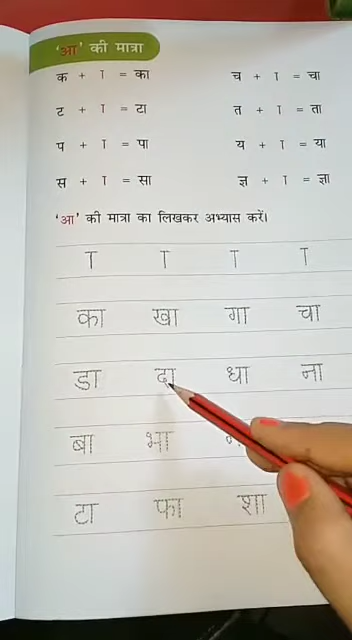 'आ' की मात्रा
क + ा = का च + ा = चा
ट + ा = टा त + ा = ता
प + ा = पा य + ा = या
स + ा = सा ज्ञ + ा = ज्ञा
'आ' की मात्रा का लिखकर अभ्यास करें।
ा ा ा ा
का खा गा चा
डा दा धा ना
बा भा
टा फा शा